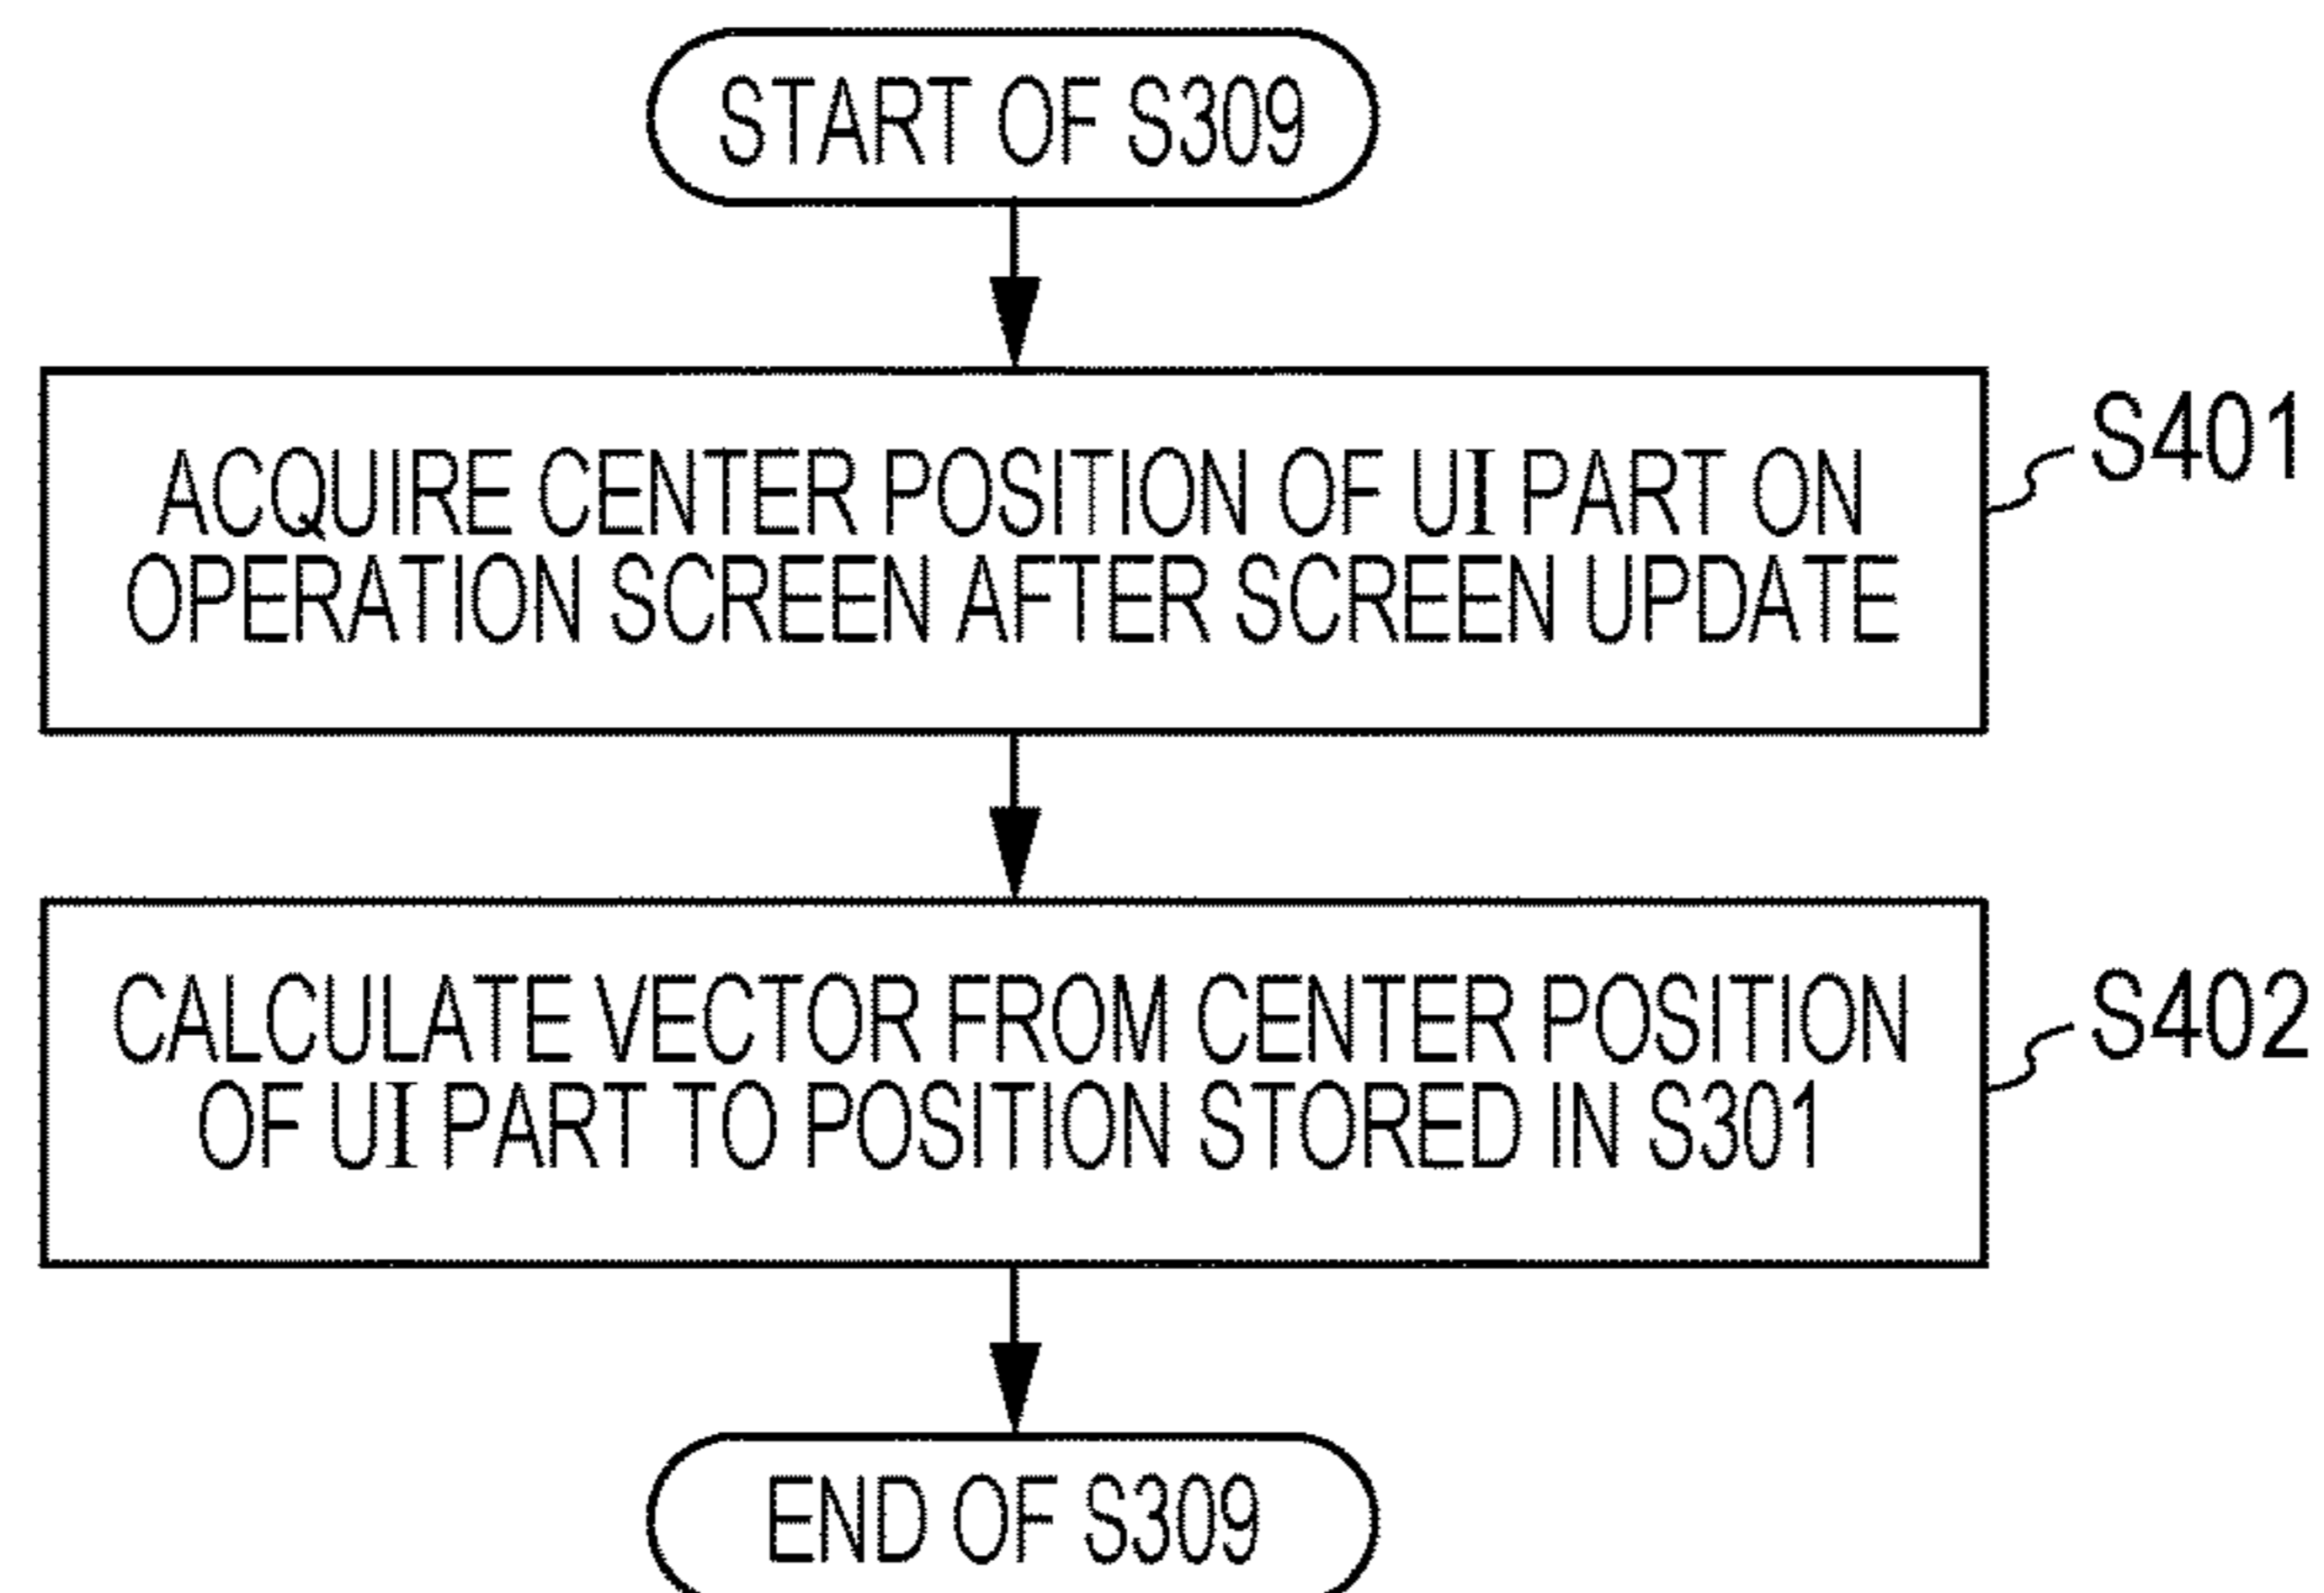 START OF S309
ACQUIRE CENTER POSITION OF UI PART ON
OPERATION SCREEN AFTER SCREEN UPDATE
S401
CALCULATE VECTOR FROM CENTER POSITION
OF UI PART TO POSITION STORED IN S301
S402
END OF S309